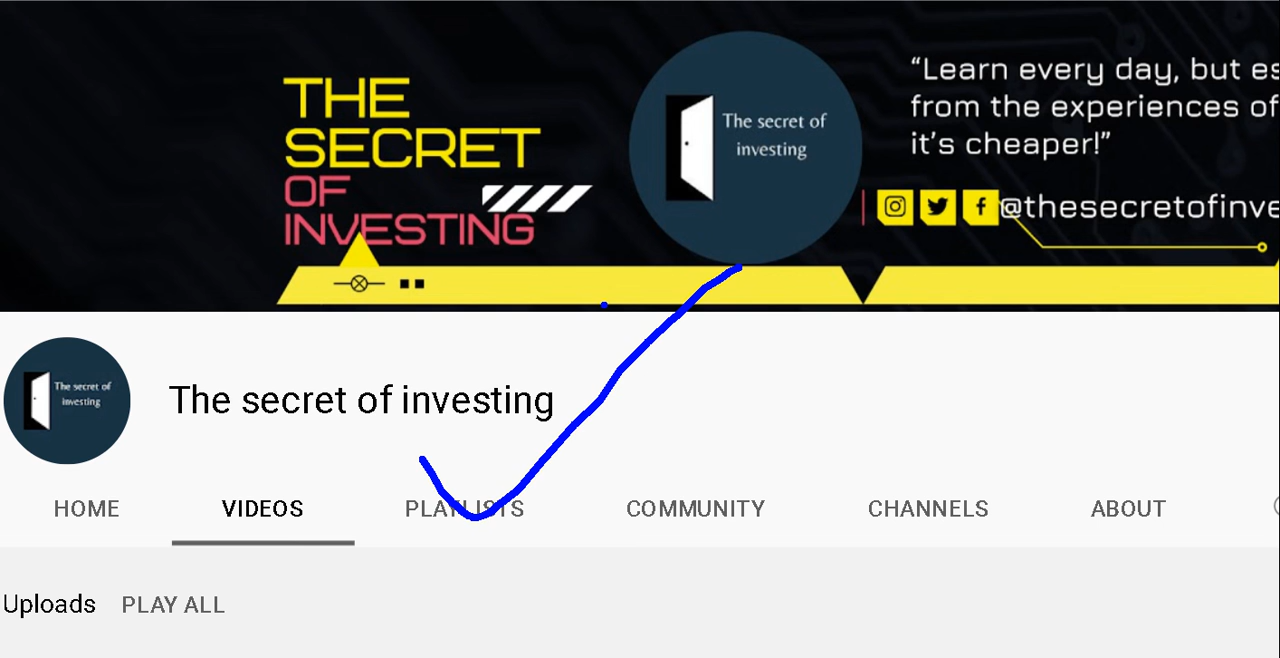 THE
SECRET
OF
INVESTING
The secret of
investing
“Learn every day, but es
from the experiences of
it’s cheaper!”
@thesecretofinve
The secret of
investing
The secret of investing
HOME VIDEOS PLAYLISTS COMMUNITY CHANNELS ABOUT
Uploads PLAY ALL